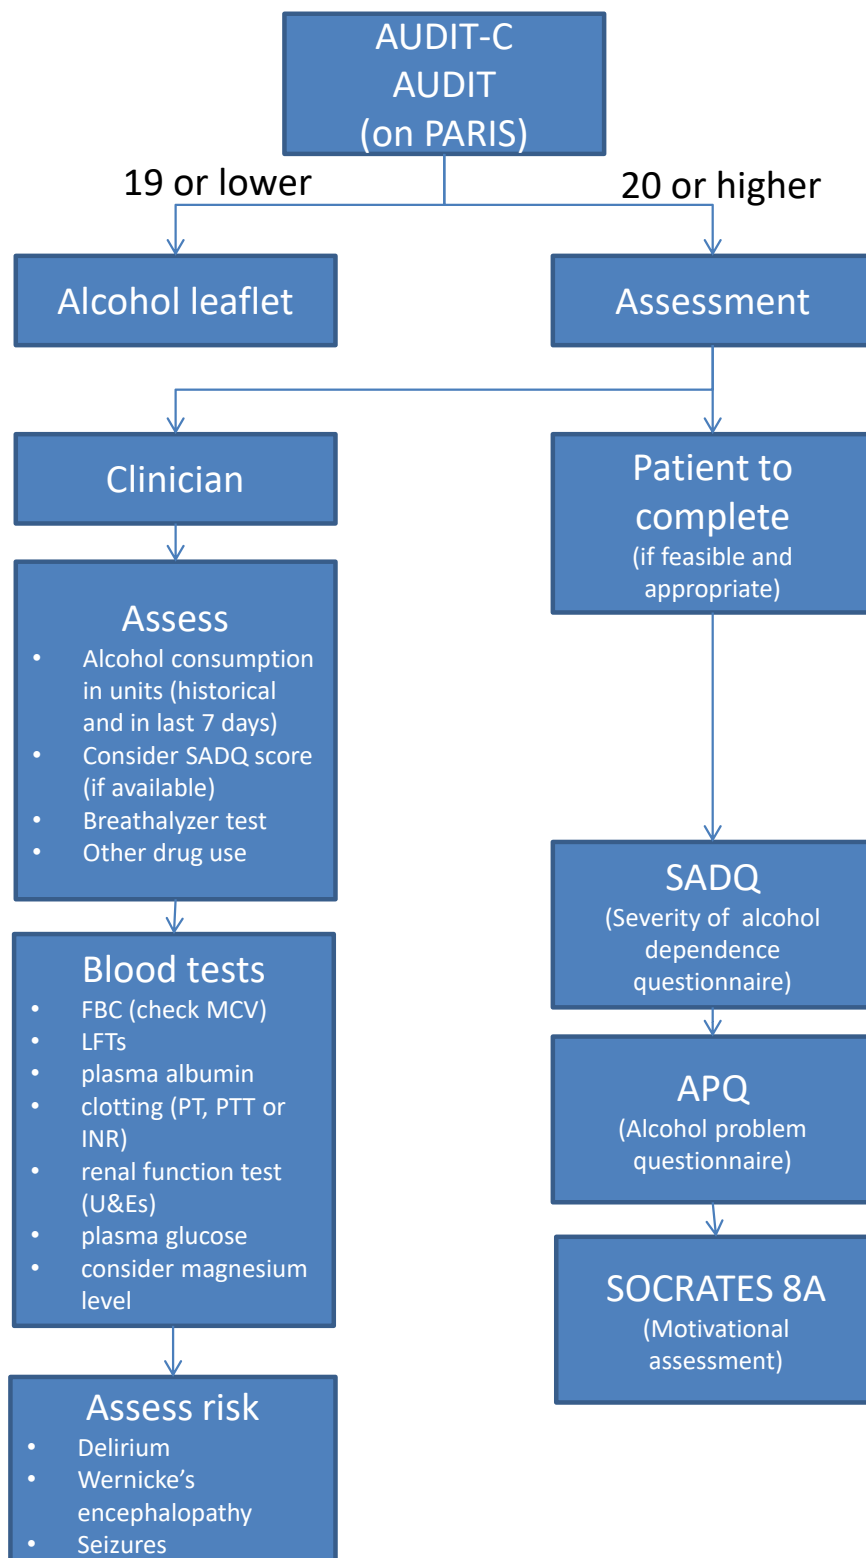 AUDIT-C
AUDIT
(on PARIS)
19 or lower
20 or higher
Alcohol leaflet
Assessment
Clinician
Patient to
complete
(if feasible and
appropriate)
Assess
• Alcohol consumption
in units (historical
and in last 7 days)
• Consider SADQ score
(if available)
• Breathalyzer test
• Other drug use
SADQ
(Severity of alcohol
dependence
questionnaire)
Blood tests
• FBC (check MCV)
• LFTs
• plasma albumin
• clotting (PT, PTT or
INR)
• renal function test
(U&Es)
• plasma glucose
• consider magnesium
level
APQ
(Alcohol problem
questionnaire)
SOCRATES 8A
(Motivational
assessment)
Assess risk
• Delirium
• Wernicke’s
encephalopathy
• Seizures